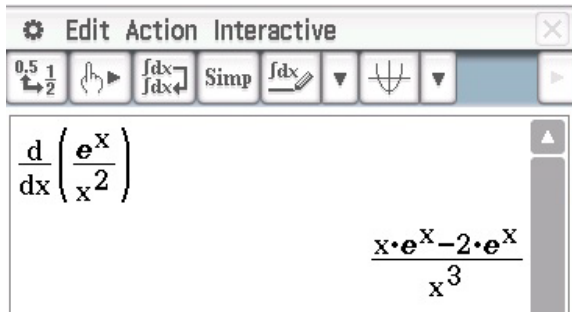 Edit Action Interactive
0.5 1 2 ∫dx ∫dx Simp ∫dx
d/dx(e^x/x^2)
(x·e^x-2·e^x)/x^3